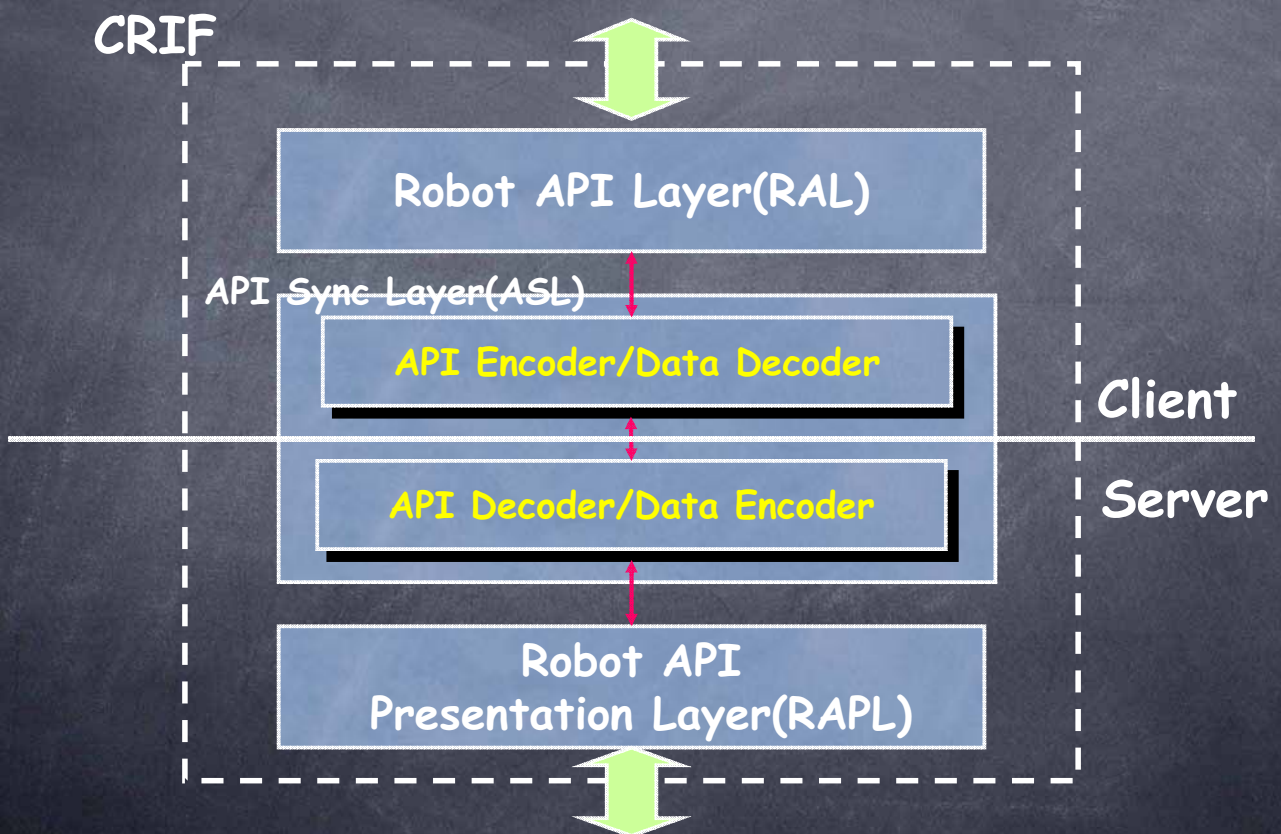 CRIF
Robot API Layer(RAL)
API Sync Layer(ASL)
API Encoder/Data Decoder
Client
Server
API Decoder/Data Encoder
Robot API
Presentation Layer(RAPL)